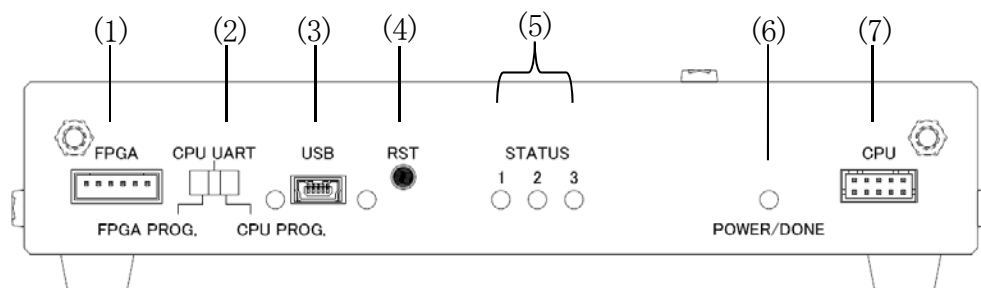 (1) (2) (3) (4) (5) (6) (7)
FPGA CPU UART USB RST STATUS CPU
1 2 3
FPGA PROG. CPU PROG. POWER/DONE